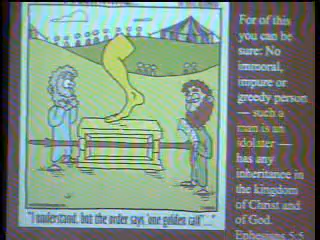 For of this
you can be
sure: No
immoral,
impure or
greedy person
— such a
man is an
idolater —
has any
inheritance in
the kingdom
of Christ and
of God.
Ephesians 5:5
"I understand, but the order says 'one golden calf'..."